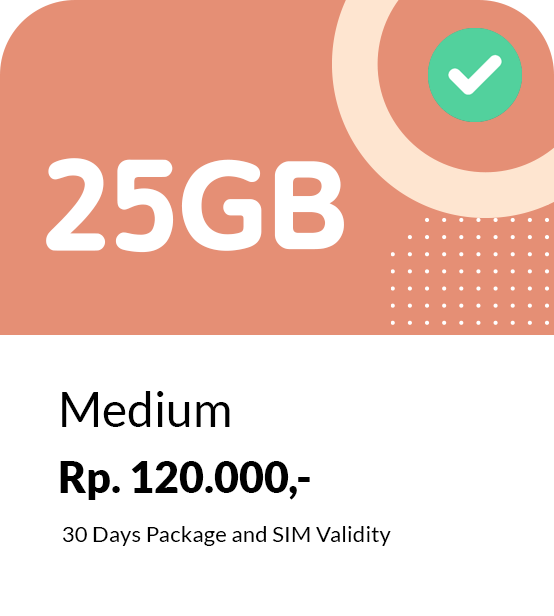 25GB
Medium
Rp. 120.000,-
30 Days Package and SIM Validity